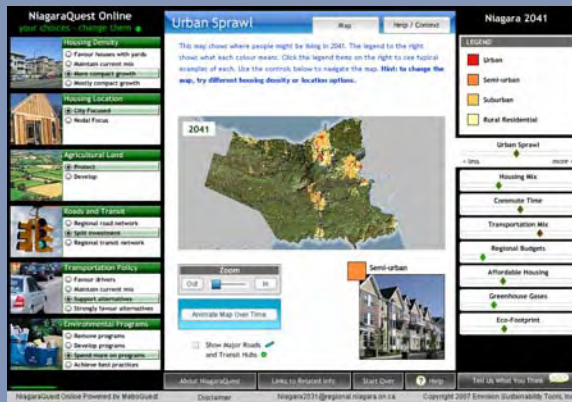 NiagaraQuest Online
your choices - change them
Housing Density
Favour houses with yards
Maintain current mix
More compact growth
Mostly compact growth
Housing Location
City Focused
Nodal Focus
Agricultural Land
Protect
Develop
Roads and Transit
Regional road network
Split investment
Regional transit network
Transportation Policy
Favour drivers
Maintain current mix
Support alternatives
Strongly favour alternatives
Environmental Programs
Remove programs
Develop programs
Spend more on programs
Achieve best practices
Urban Sprawl
Map
Help / Context
This map shows where people might be living in 2041. The legend to the right
shows what each colour means. Click the legend items on the right to see typical
examples of each. Use the controls below to navigate the map. Hint: to change the
map, try different housing density or location options.
2041
Zoom
Out
In
Animate Map Over Time
Show Major Roads
and Transit Hubs
Semi-urban
Niagara 2041
LEGEND
Urban
Semi-urban
Suburban
Rural Residential
Urban Sprawl
< less
more >
Housing Mix
Commute Time
Transportation Mix
Regional Budgets
Affordable Housing
Greenhouse Gases
Eco-Footprint
About NiagaraQuest
Links to Related Info
Start Over
Help
Tell Us What You Think
NiagaraQuest Online Powered by MetroQuest
Disclaimer
Niagara2031@regional.niagara.on.ca
Copyright 2007 Envision Sustainability Tools, Inc